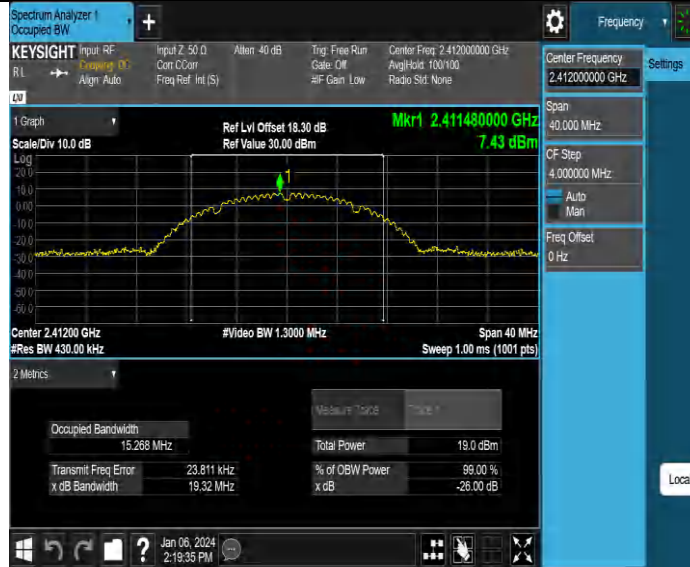 Spectrum Analyzer 1
Occupied BW
+
Frequency
KEYSIGHT
Input: RF
Coupling: DC
Align: Auto
Input Z: 50 Ω
Corr CCorr
Freq Ref: Int (S)
Atten: 40 dB
Trig: Free Run
Gate: Off
#IF Gain: Low
Center Freq: 2.412000000 GHz
Avg|Hold: 100/100
Radio Std: None
RL
LXI
1 Graph
Scale/Div 10.0 dB
Ref Lvl Offset 18.30 dB
Ref Value 30.00 dBm
Mkr1 2.411480000 GHz
7.43 dBm
Log
20.0
10.0
0.00
-10.0
-20.0
-30.0
-40.0
-50.0
-60.0
1
Center 2.41200 GHz
#Res BW 430.00 kHz
#Video BW 1.3000 MHz
Span 40 MHz
Sweep 1.00 ms (1001 pts)
2 Metrics
Measure Trace
Trace 1
Occupied Bandwidth
15.268 MHz
Total Power
19.0 dBm
Transmit Freq Error
23.811 kHz
% of OBW Power
99.00 %
x dB Bandwidth
19.32 MHz
x dB
-26.00 dB
Center Frequency
2.412000000 GHz
Settings
Span
40.000 MHz
CF Step
4.000000 MHz
Auto
Man
Freq Offset
0 Hz
Loca
?
Jan 06, 2024
2:19:35 PM